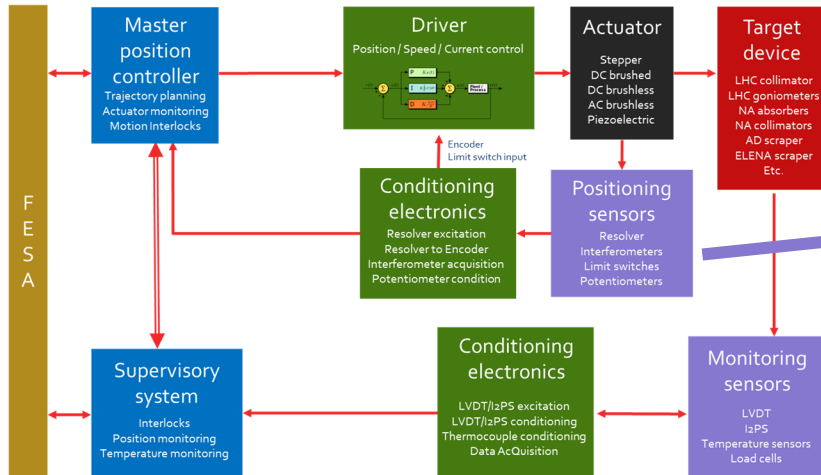 FESA
Master
position
controller
Trajectory planning
Actuator monitoring
Motion Interlocks
Driver
Position / Speed / Current control
P
I
D
Σ
Σ
Plant /
Process
Actuator
Stepper
DC brushed
DC brushless
AC brushless
Piezoelectric
Target
device
LHC collimator
LHC goniometers
NA absorbers
NA collimators
AD scraper
ELENA scraper
Etc.
Encoder
Limit switch input
Conditioning
electronics
Resolver excitation
Resolver to Encoder
Interferometer acquisition
Potentiometer condition
Positioning
sensors
Resolver
Interferometers
Limit switches
Potentiometers
Supervisory
system
Interlocks
Position monitoring
Temperature monitoring
Conditioning
electronics
LVDT/I2PS excitation
LVDT/I2PS conditioning
Thermocouple conditioning
Data AcQuisition
Monitoring
sensors
LVDT
I2PS
Temperature sensors
Load cells